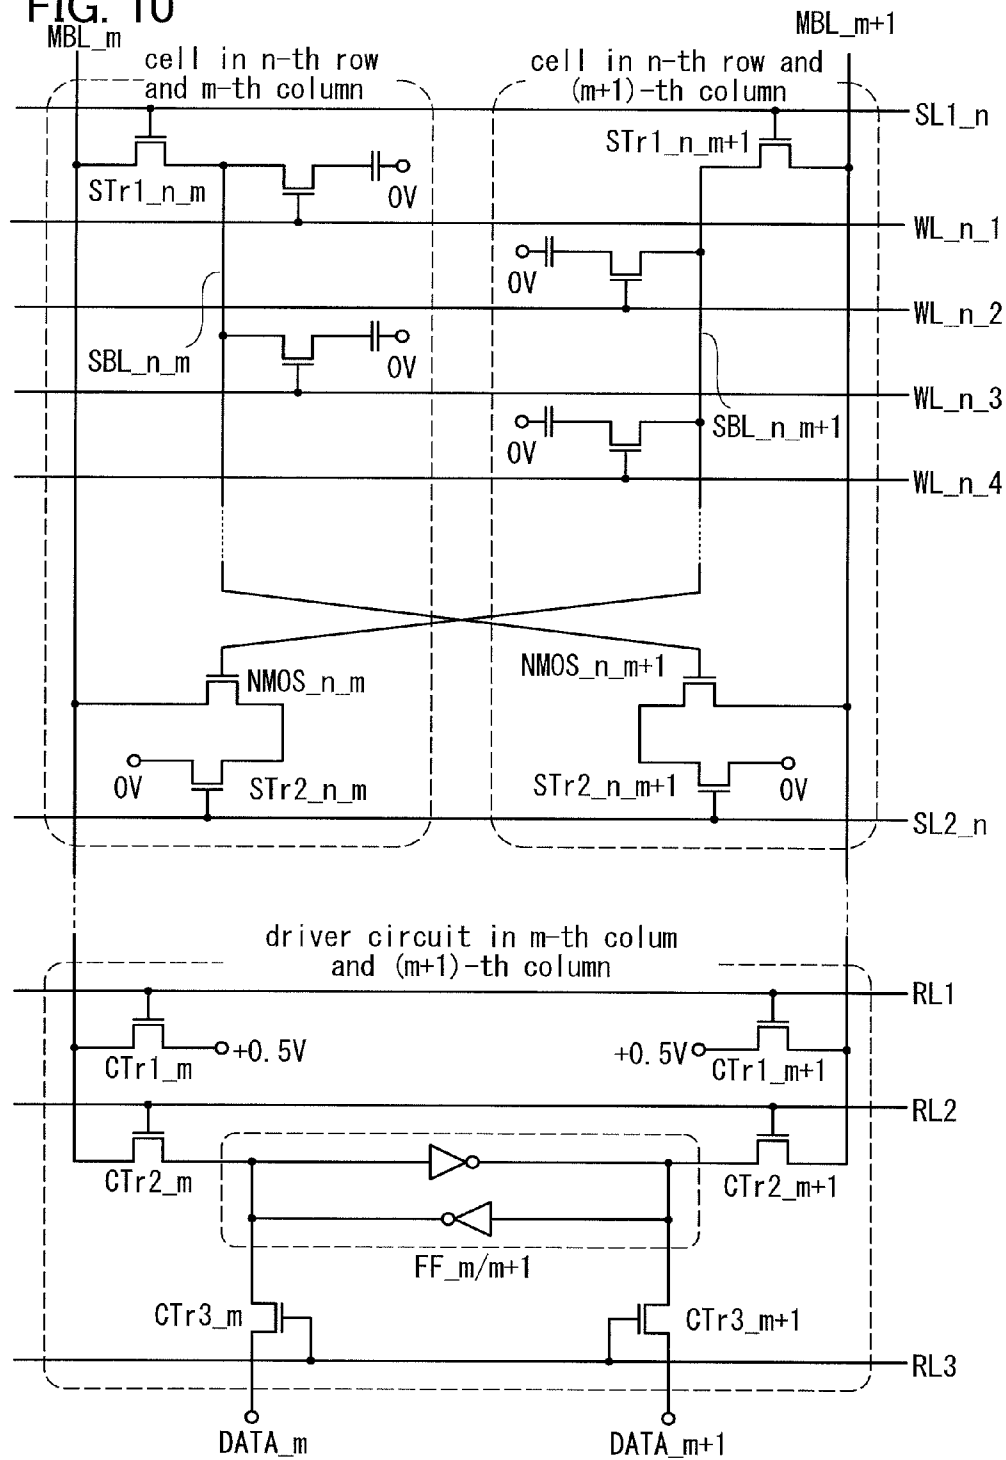 FIG. 10
MBL_m
MBL_m+1
cell in n-th row
and m-th column
cell in n-th row and
(m+1)-th column
SL1_n
STr1_n_m
STr1_n_m+1
0V
WL_n_1
0V
WL_n_2
SBL_n_m
0V
WL_n_3
SBL_n_m+1
0V
WL_n_4
NMOS_n_m
NMOS_n_m+1
0V
STr2_n_m
STr2_n_m+1
0V
SL2_n
driver circuit in m-th colum
and (m+1)-th column
RL1
+0.5V
+0.5V
CTr1_m
CTr1_m+1
RL2
CTr2_m
CTr2_m+1
FF_m/m+1
CTr3_m
CTr3_m+1
RL3
DATA_m
DATA_m+1